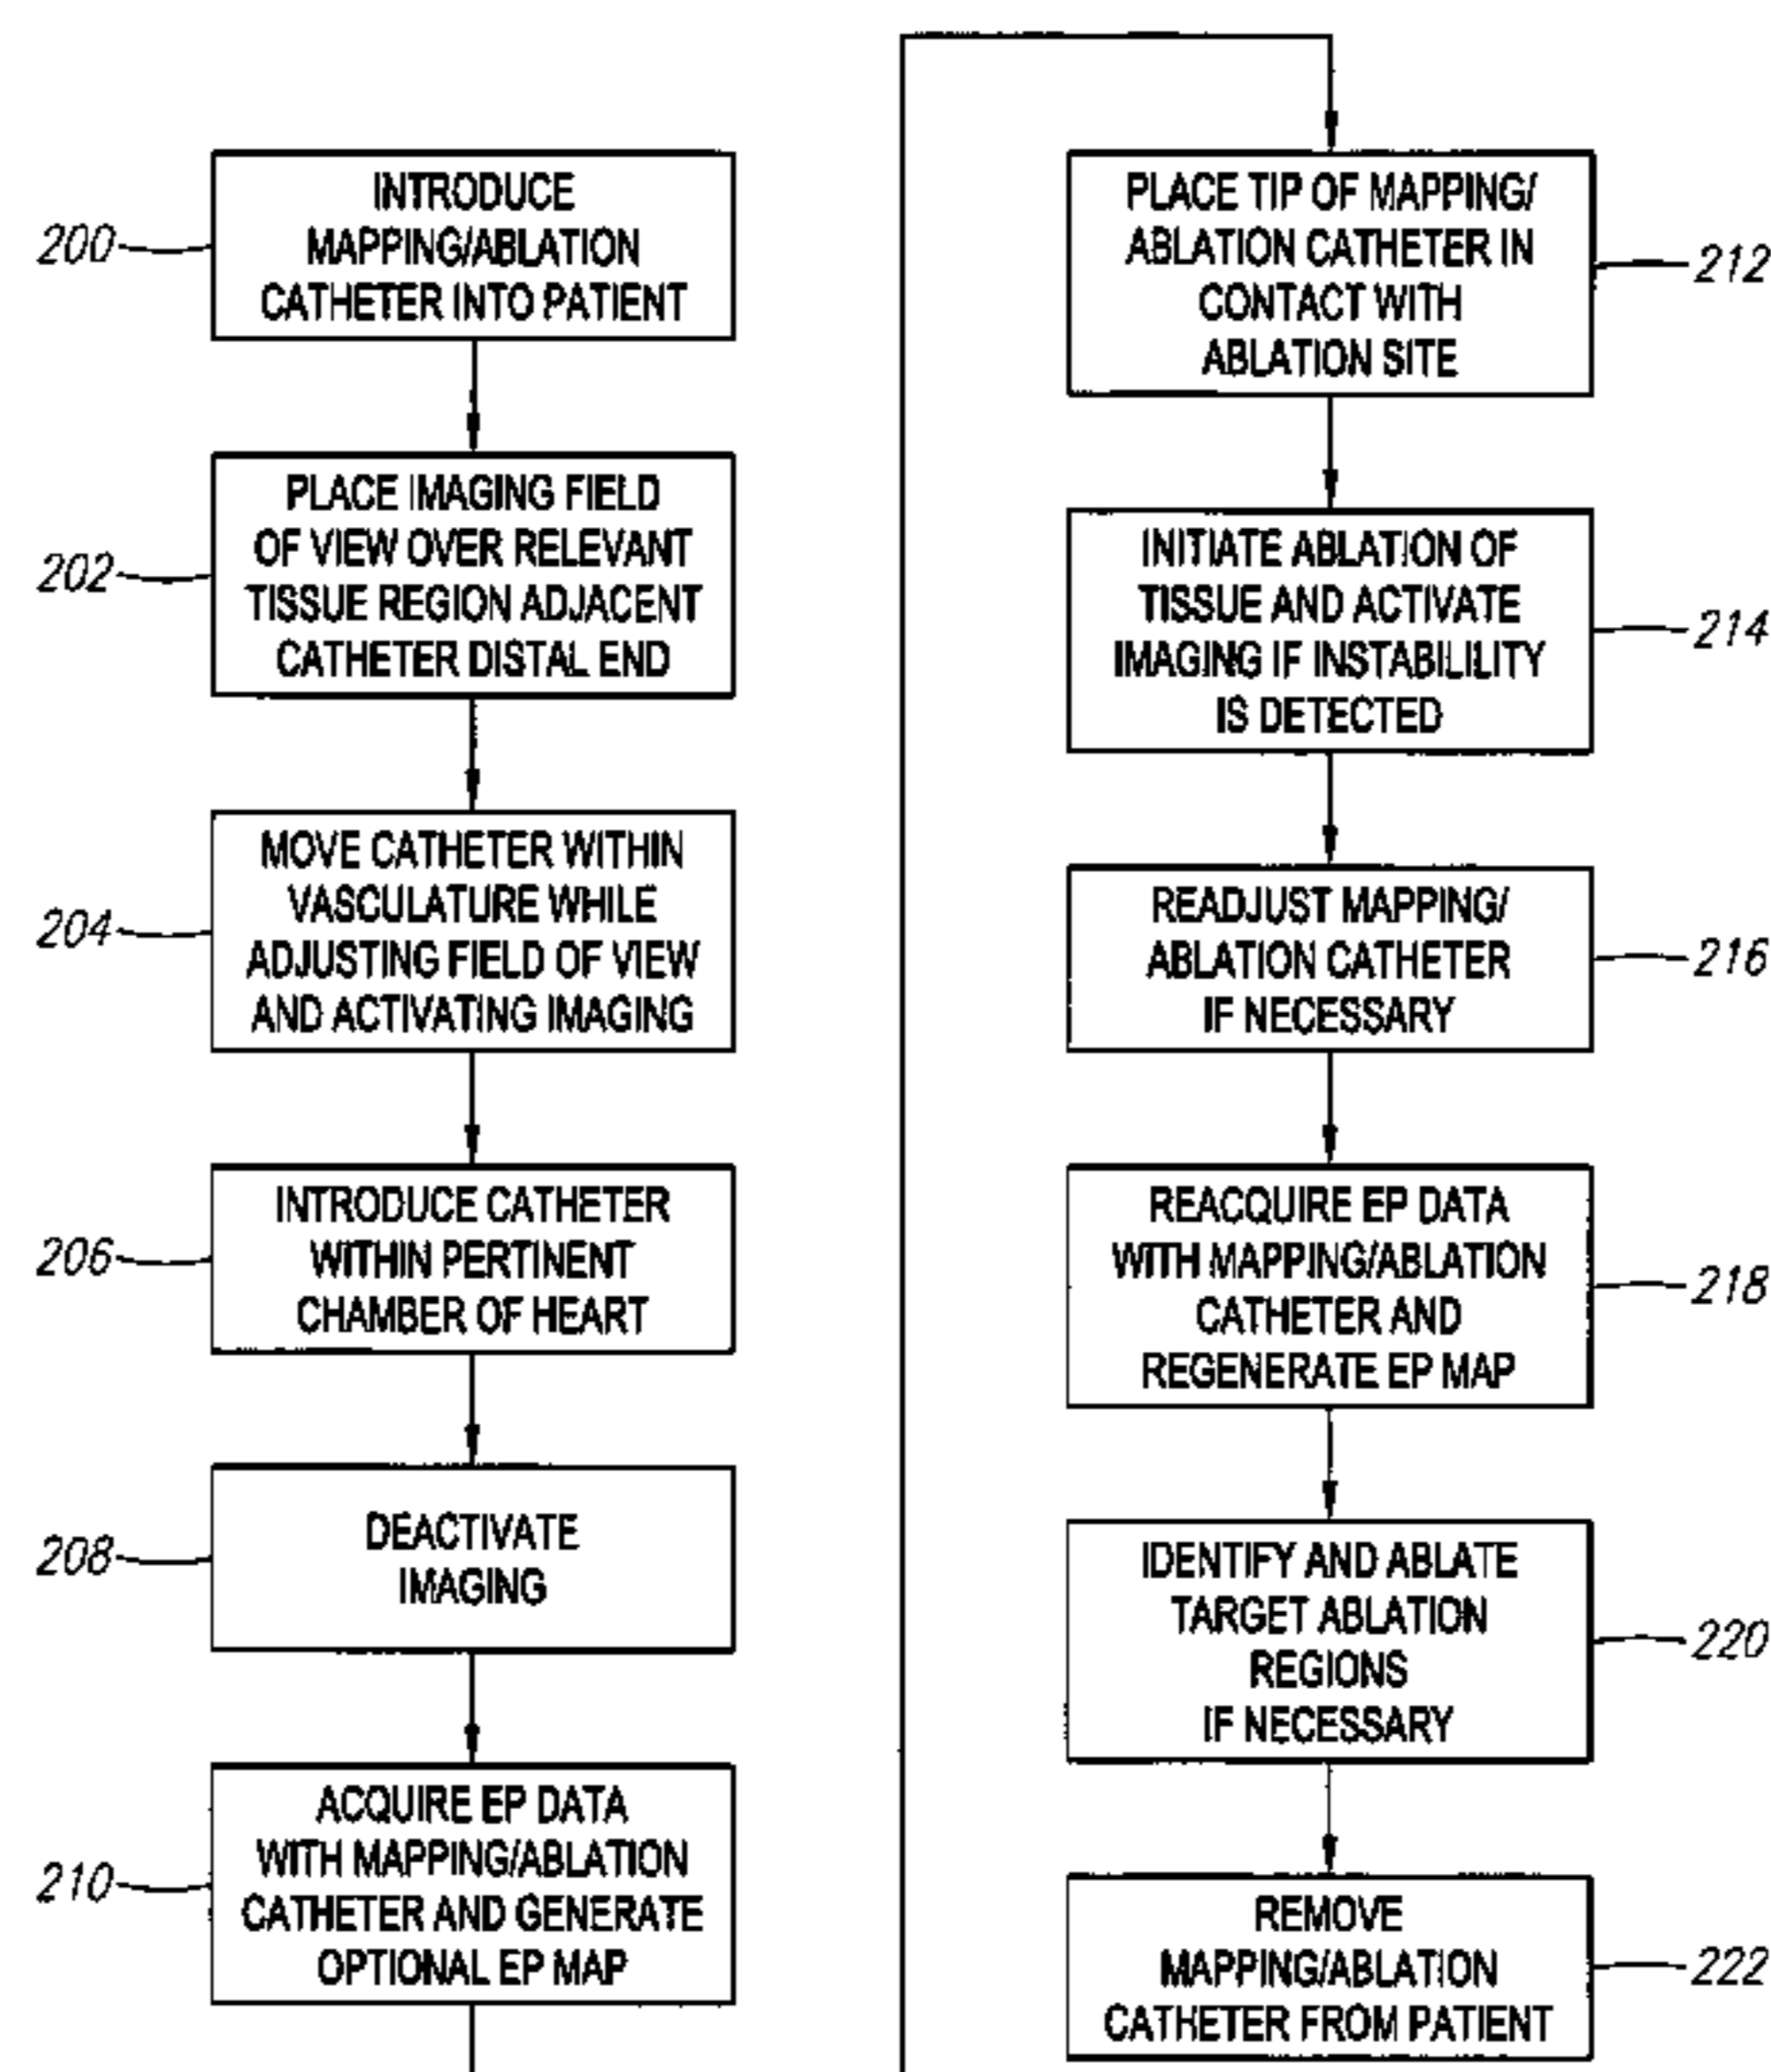 200
INTRODUCE
MAPPING/ABLATION
CATHETER INTO PATIENT
202
PLACE IMAGING FIELD
OF VIEW OVER RELEVANT
TISSUE REGION ADJACENT
CATHETER DISTAL END
204
MOVE CATHETER WITHIN
VASCULATURE WHILE
ADJUSTING FIELD OF VIEW
AND ACTIVATING IMAGING
206
INTRODUCE CATHETER
WITHIN PERTINENT
CHAMBER OF HEART
208
DEACTIVATE
IMAGING
210
ACQUIRE EP DATA
WITH MAPPING/ABLATION
CATHETER AND GENERATE
OPTIONAL EP MAP
PLACE TIP OF MAPPING/
ABLATION CATHETER IN
CONTACT WITH
ABLATION SITE
212
INITIATE ABLATION OF
TISSUE AND ACTIVATE
IMAGING IF INSTABILILITY
IS DETECTED
214
READJUST MAPPING/
ABLATION CATHETER
IF NECESSARY
216
REACQUIRE EP DATA
WITH MAPPING/ABLATION
CATHETER AND
REGENERATE EP MAP
218
IDENTIFY AND ABLATE
TARGET ABLATION
REGIONS
IF NECESSARY
220
REMOVE
MAPPING/ABLATION
CATHETER FROM PATIENT
222